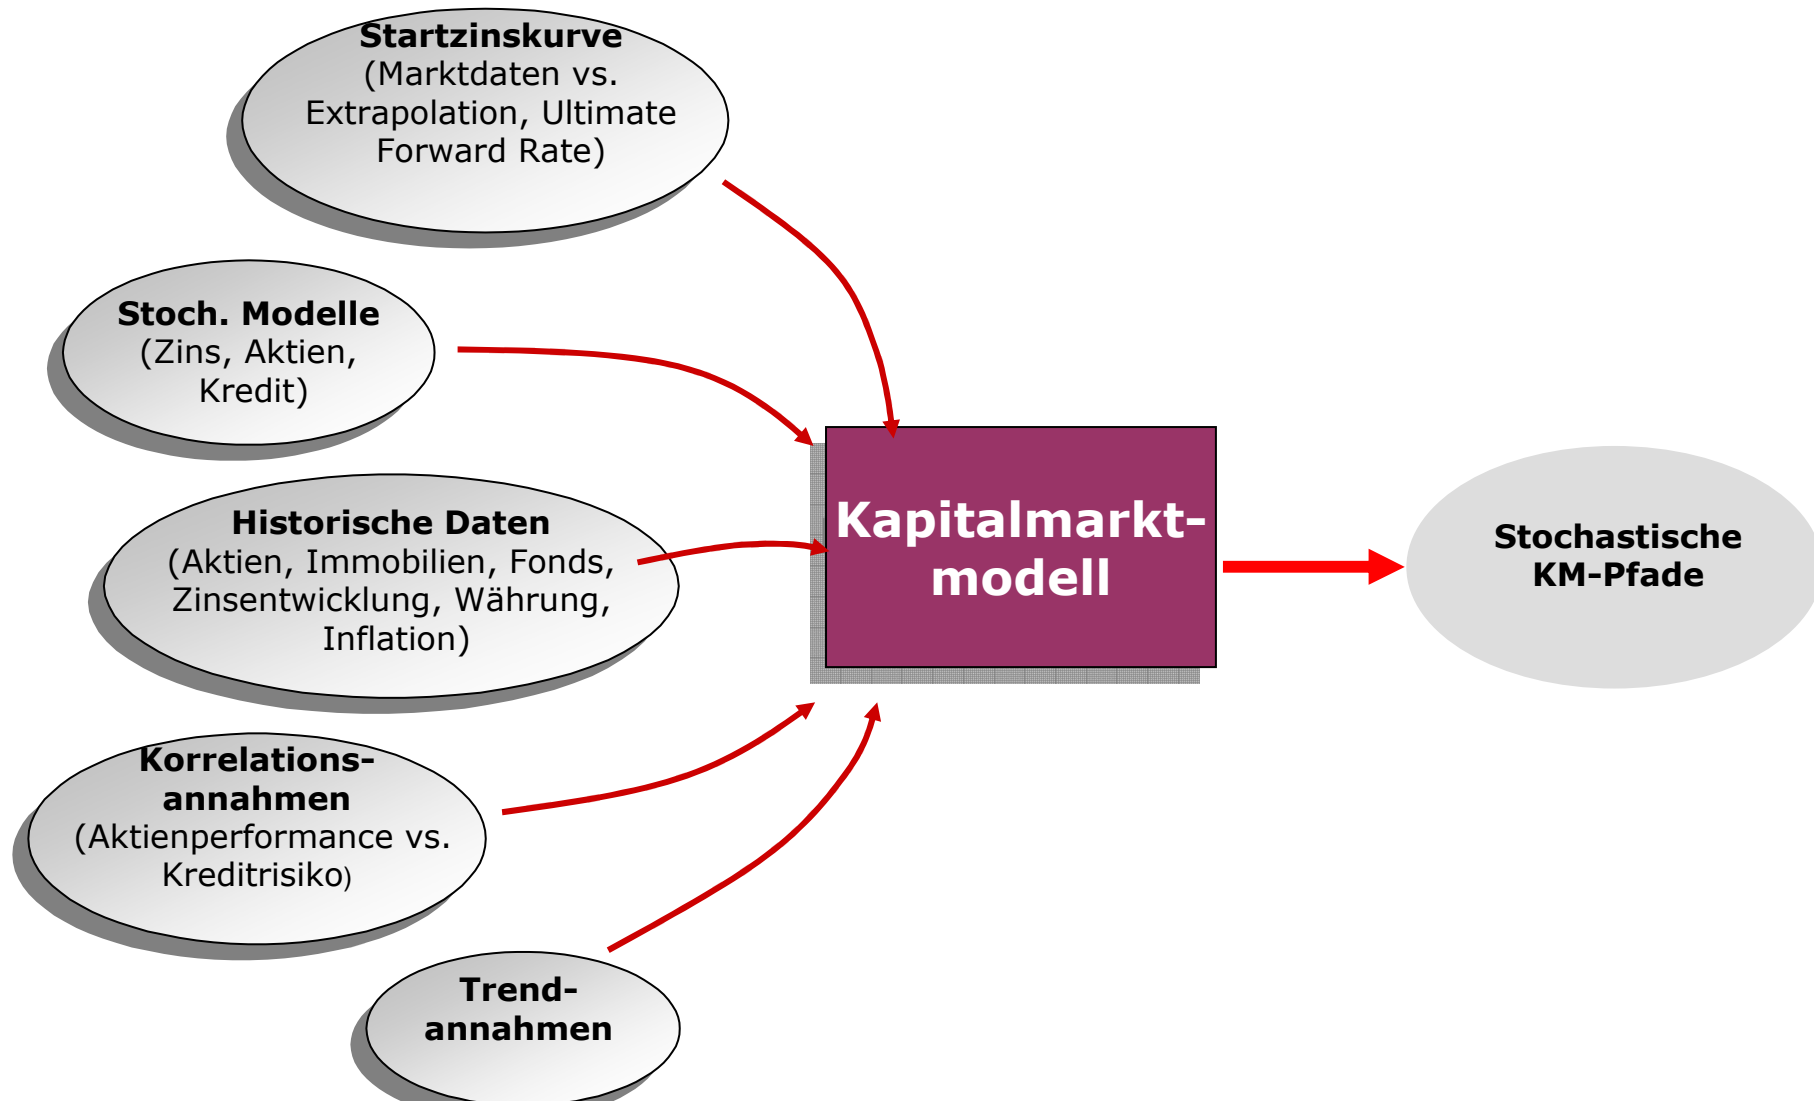 Startzinskurve
(Marktdaten vs.
Extrapolation, Ultimate
Forward Rate)
Stoch. Modelle
(Zins, Aktien,
Kredit)
Historische Daten
(Aktien, Immobilien, Fonds,
Zinsentwicklung, Währung,
Inflation)
Korrelations-
annahmen
(Aktienperformance vs.
Kreditrisiko)
Trend-
annahmen
Kapitalmarkt-
modell
Stochastische
KM-Pfade